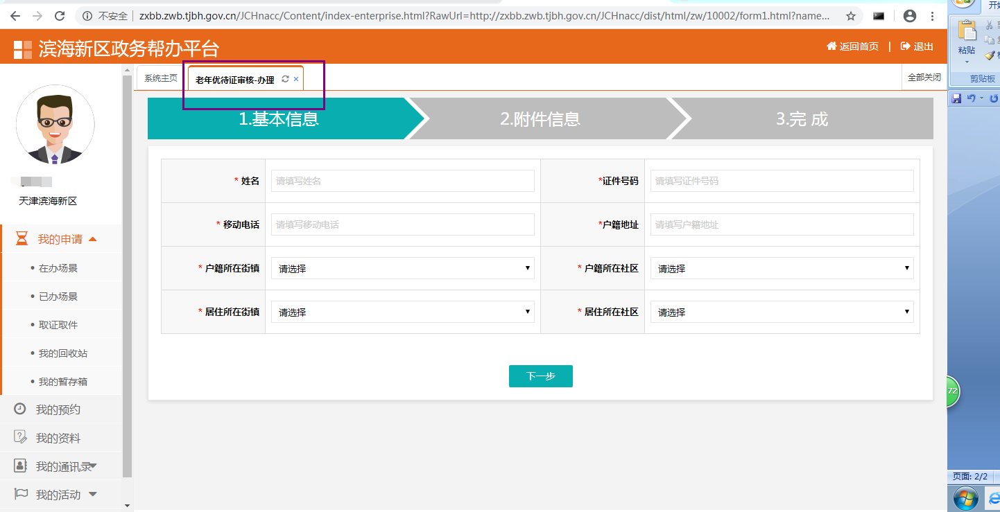 不安全 zxbb.zwb.tjbh.gov.cn/JCHnacc/Content/index-enterprise.html?RawUrl=http://zxbb.zwb.tjbh.gov.cn/JCHnacc/dist/html/zw/10002/form1.html?name...
滨海新区政务帮办平台
返回首页 | 退出
系统主页
老年优待证审核-办理
全部关闭
1.基本信息
2.附件信息
3.完 成
* 姓名 请填写姓名
*证件号码 请填写证件号码
* 移动电话 请填写移动电话
*户籍地址 请填写户籍地址
* 户籍所在街镇 请选择
* 户籍所在社区 请选择
* 居住所在街镇 请选择
* 居住所在社区 请选择
下一步
天津滨海新区
我的申请
• 在办场景
• 已办场景
• 取证取件
• 我的回收站
• 我的暂存箱
我的预约
我的资料
我的通讯录
我的活动
粘贴
剪贴板
72
页面: 2/2